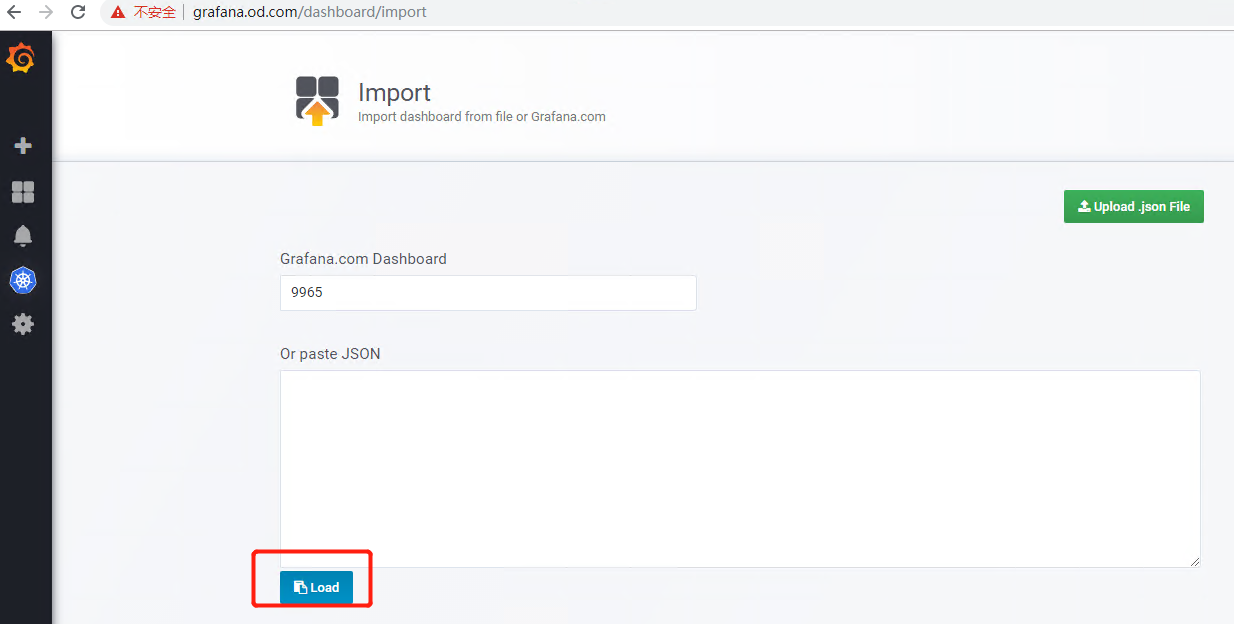 不安全 grafana.od.com/dashboard/import
Import
Import dashboard from file or Grafana.com
Upload .json File
Grafana.com Dashboard
9965
Or paste JSON
Load